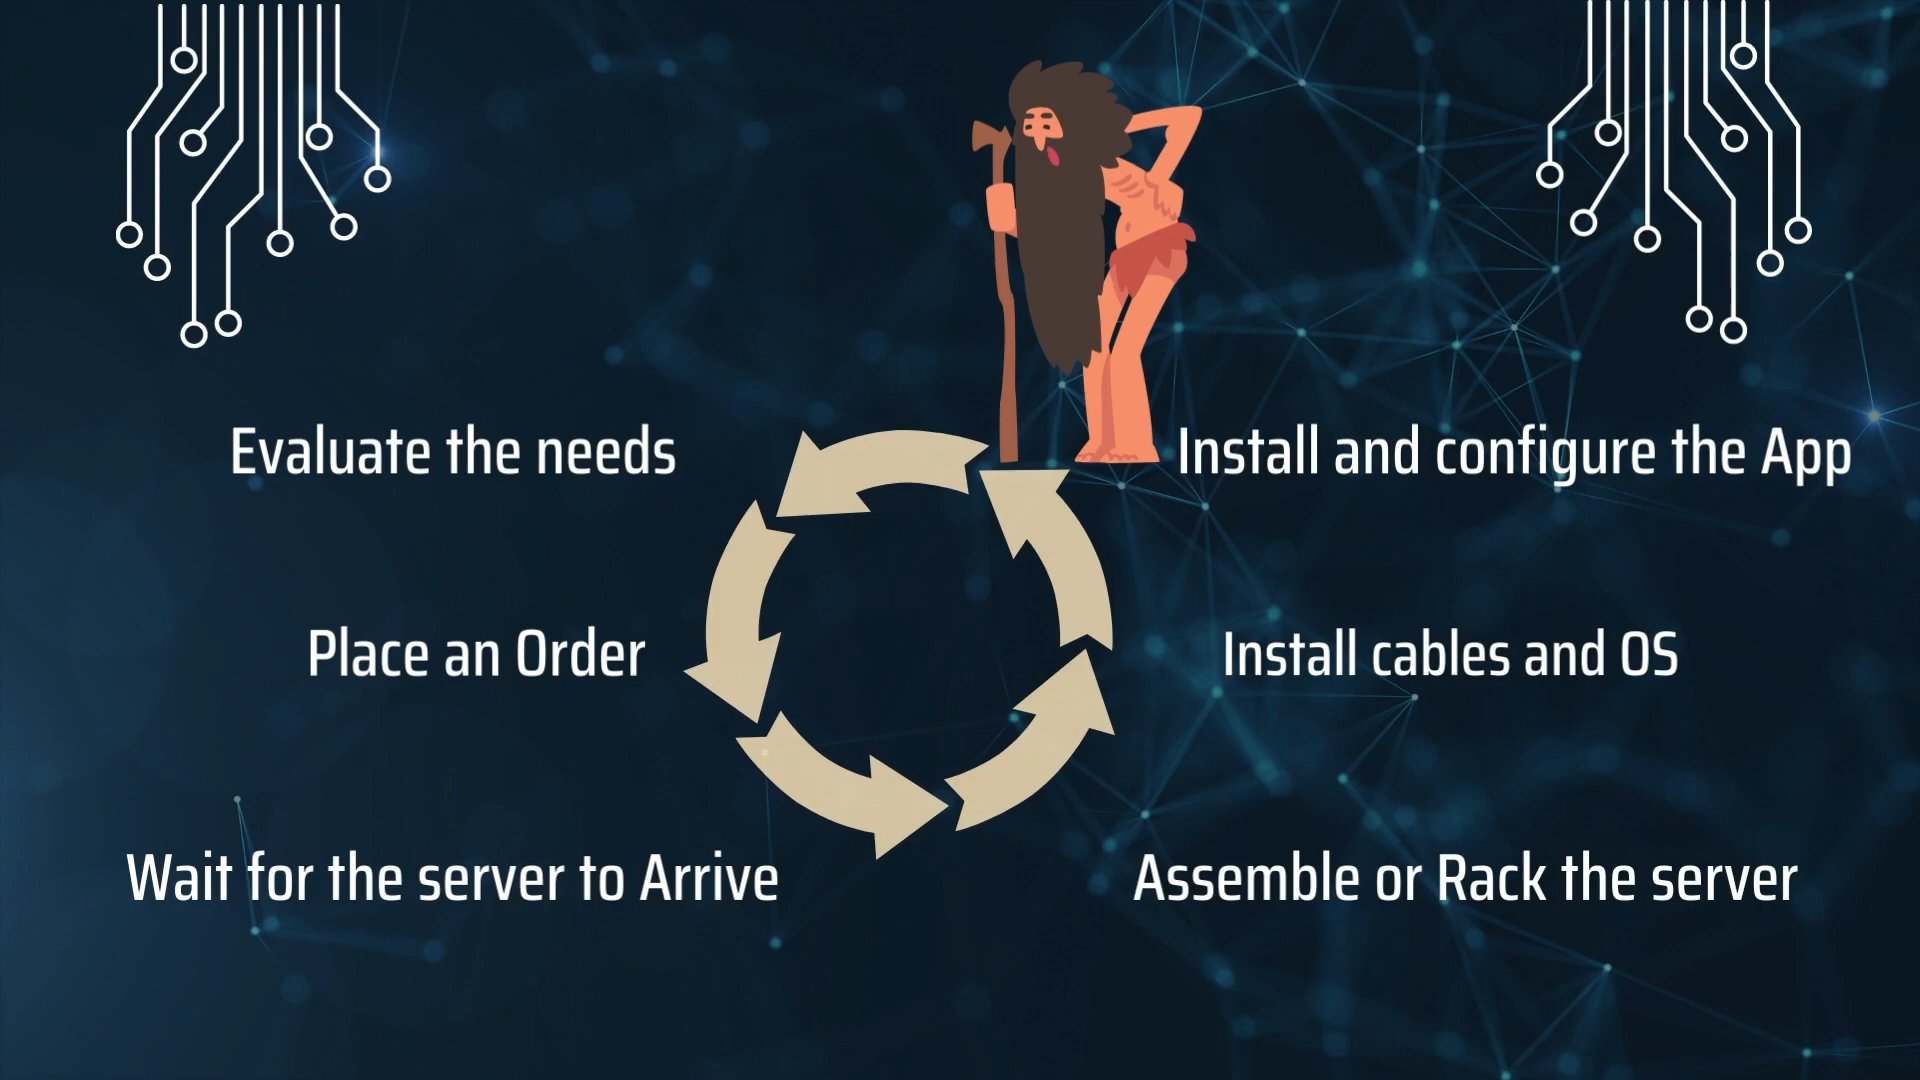 Evaluate the needs
Install and configure the App
Place an Order
Install cables and OS
Wait for the server to Arrive
Assemble or Rack the server